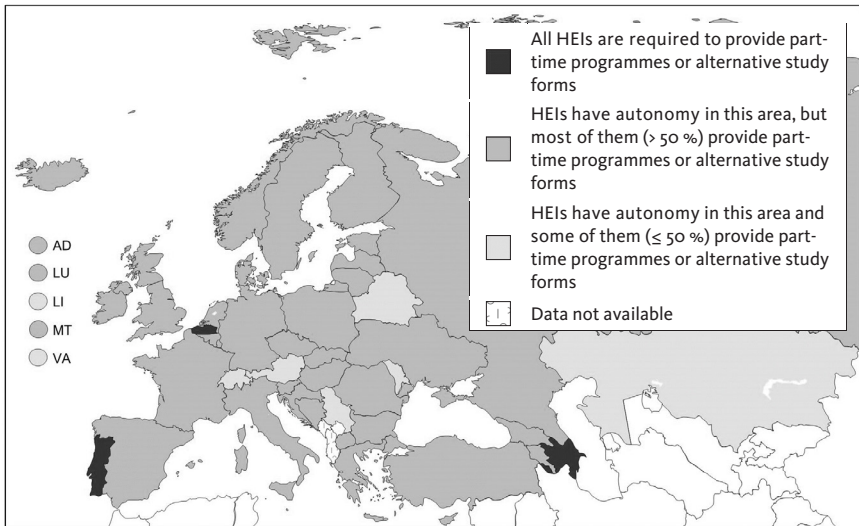 All HEIs are required to provide part-
time programmes or alternative study
forms
HEIs have autonomy in this area, but
most of them (› 50 %) provide part-
time programmes or alternative study
forms
HEIs have autonomy in this area and
some of them (≤ 50 %) provide part-
time programmes or alternative study
forms
Data not available
AD
LU
LI
MT
VA